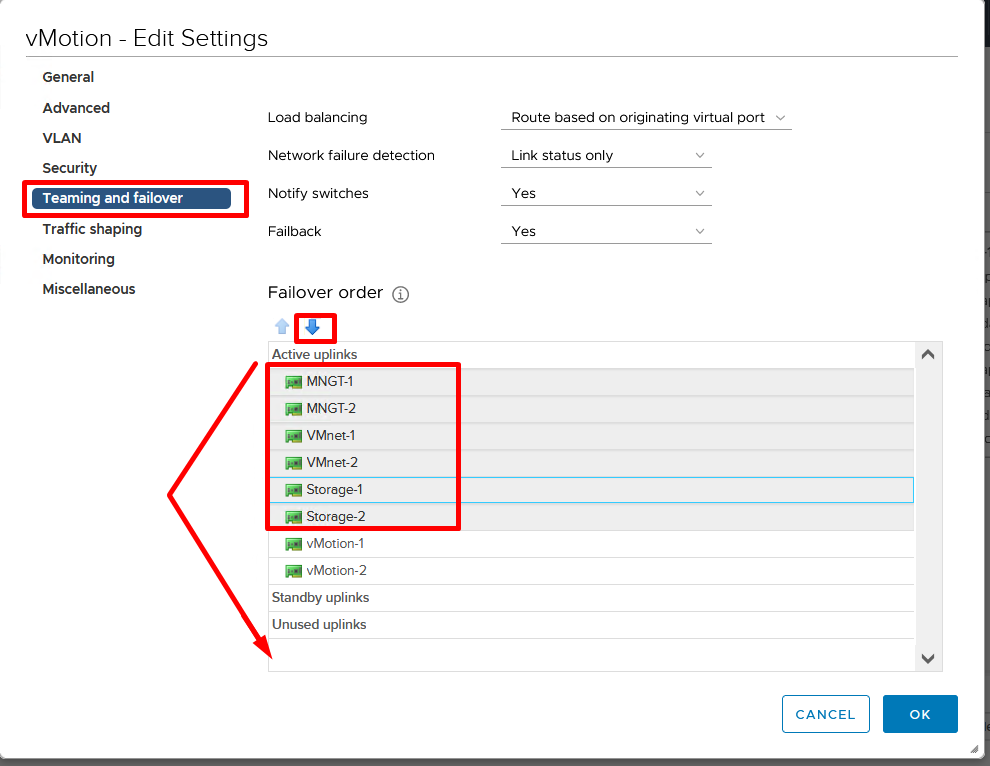 vMotion - Edit Settings
General
Advanced
VLAN
Security
Teaming and failover
Traffic shaping
Monitoring
Miscellaneous
Load balancing Route based on originating virtual port
Network failure detection Link status only
Notify switches Yes
Failback Yes
Failover order
Active uplinks
MNGT-1
MNGT-2
VMnet-1
VMnet-2
Storage-1
Storage-2
vMotion-1
vMotion-2
Standby uplinks
Unused uplinks
CANCEL OK